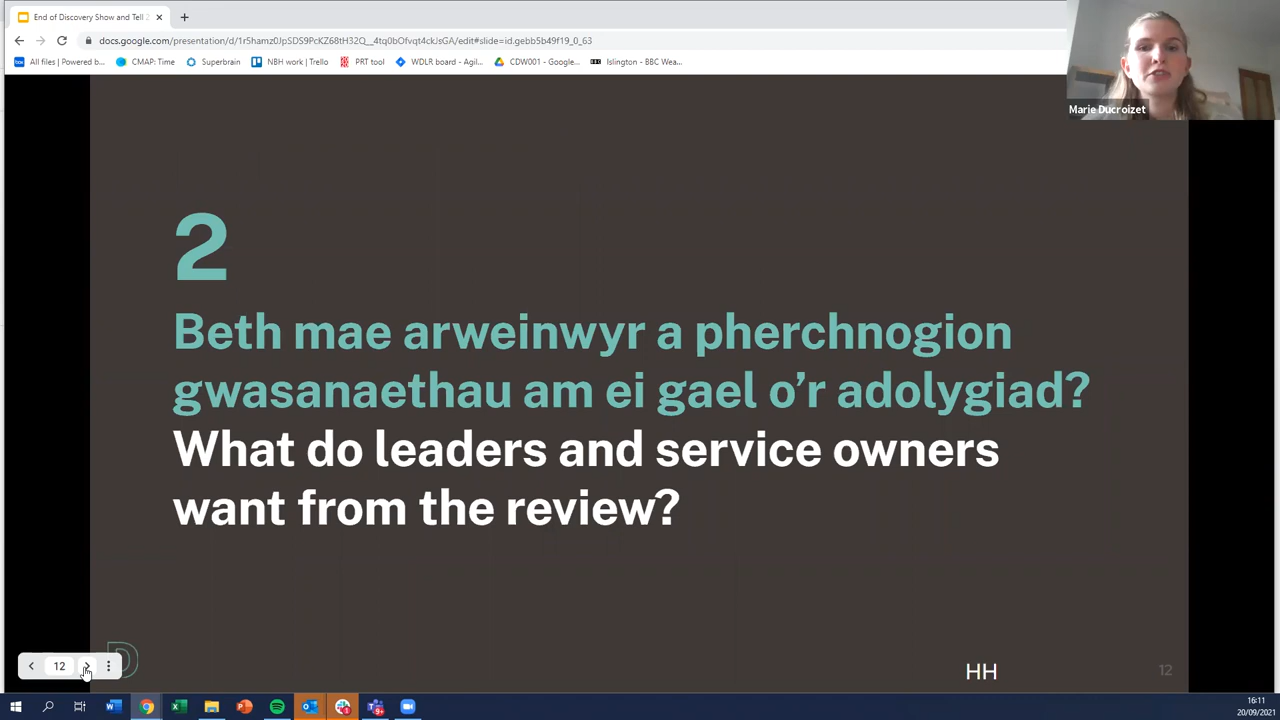 End of Discovery Show and Tell 2
docs.google.com/presentation/d/1r5hamz0JpSDS9PcKZ68tH32Q__4tq0bOfvqt4ckJsGA/edit#slide=id.gebb5b49f19_0_63
All files | Powered b...
CMAP: Time
Superbrain
NBH work | Trello
PRT tool
WDLR board - Agil...
CDW001 - Google...
Islington - BBC Wea...
Marie Ducroizet
2
Beth mae arweinwyr a pherchnogion
gwasanaethau am ei gael o’r adolygiad?
What do leaders and service owners
want from the review?
D
12
HH
12
16:11
20/09/2021